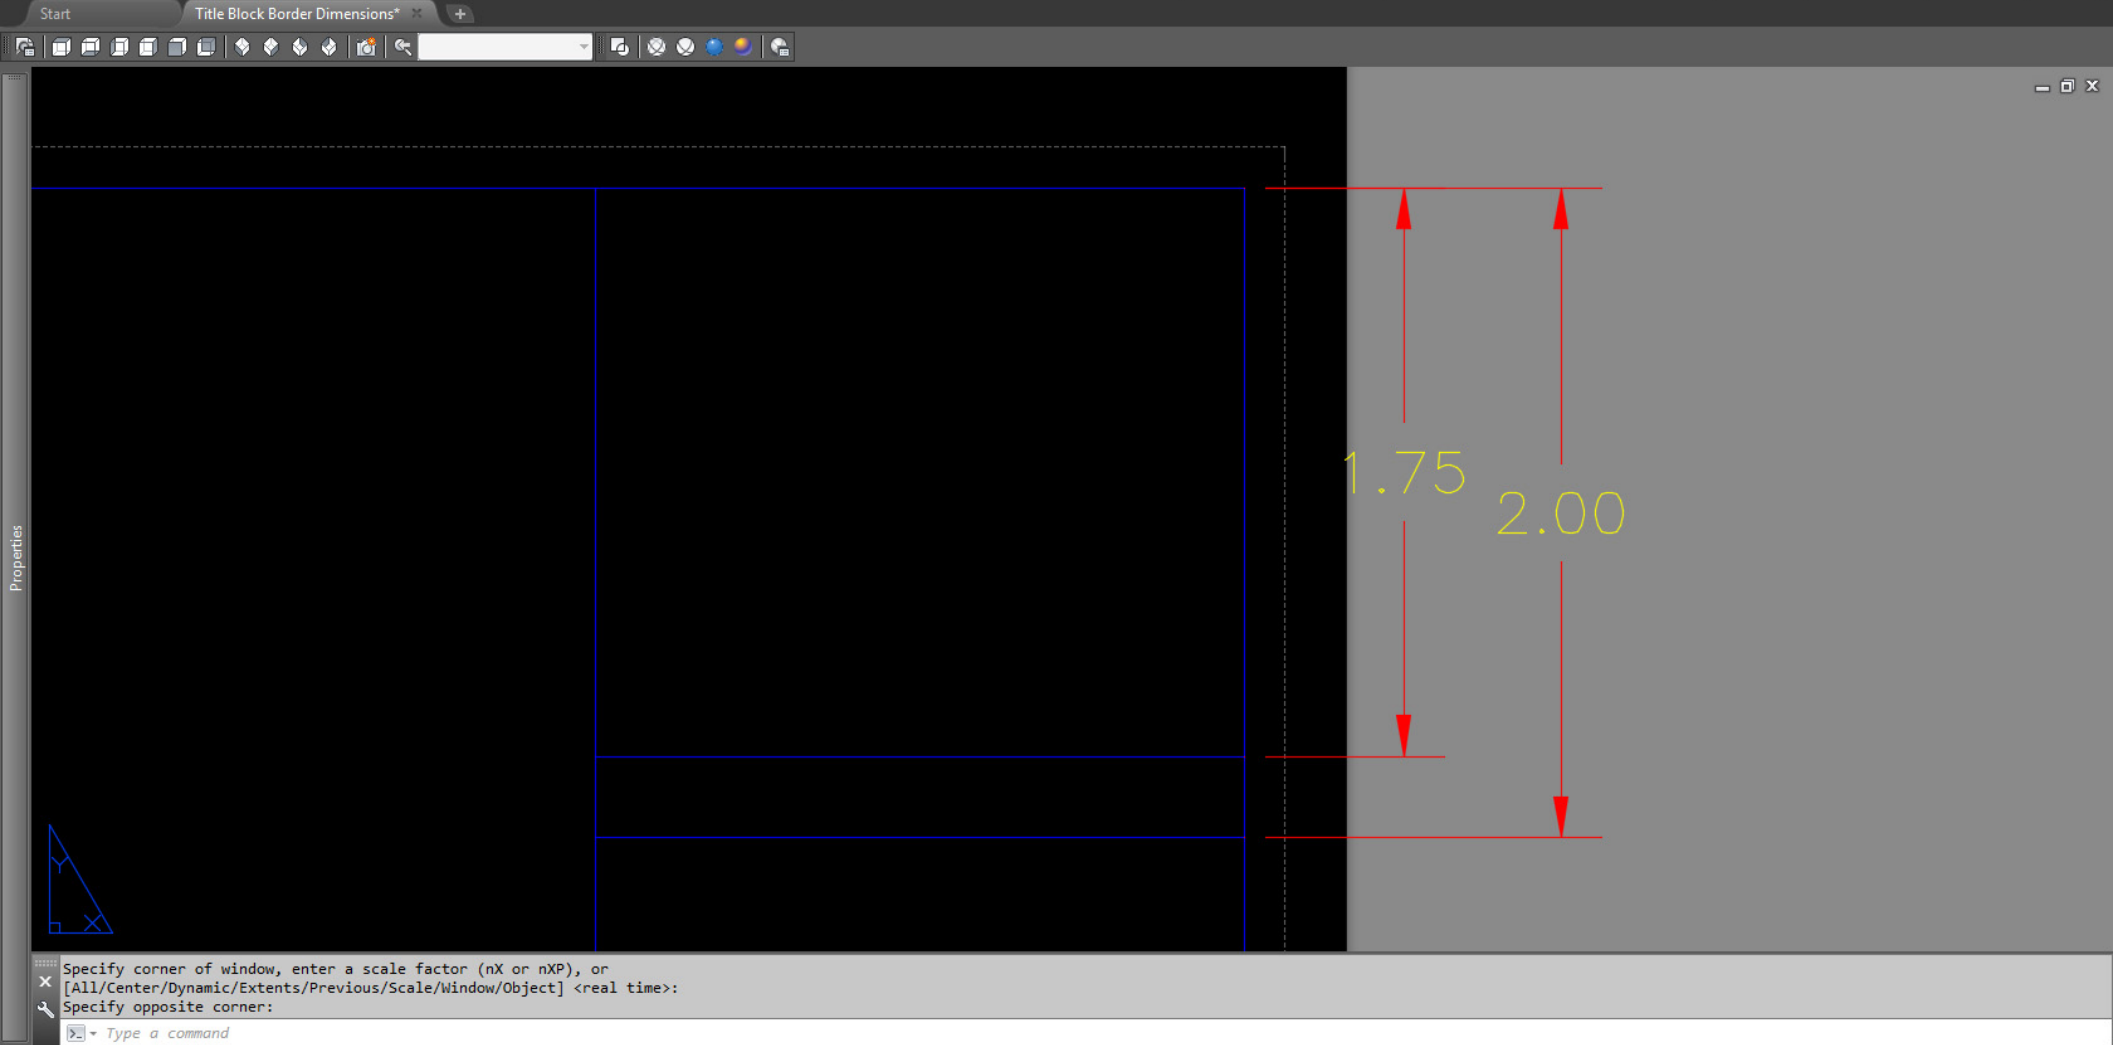 Start
Title Block Border Dimensions*
1.75
2.00
Properties
Y
X
Specify corner of window, enter a scale factor (nX or nXP), or
[All/Center/Dynamic/Extents/Previous/Scale/Window/Object] <real time>:
Specify opposite corner:
Type a command